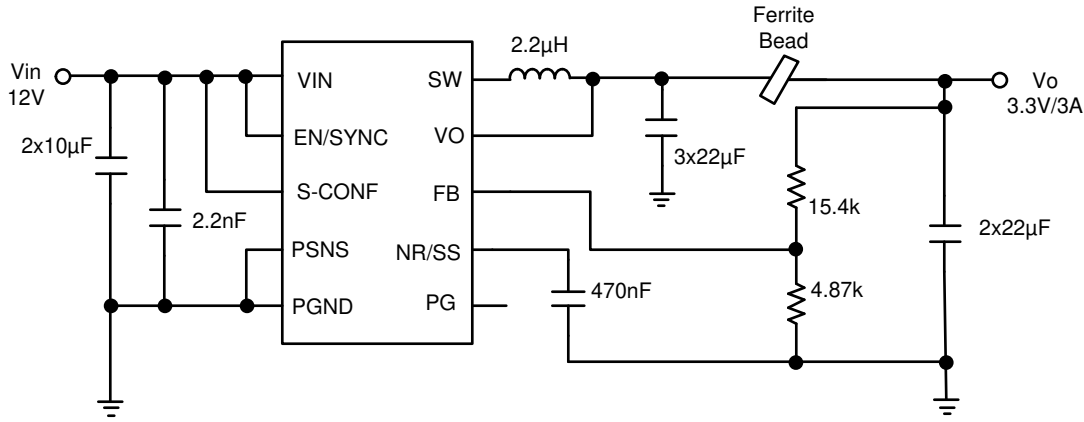 Ferrite
Bead
2.2µH
Vin
12V
VIN
SW
Vo
3.3V/3A
EN/SYNC
VO
2x10µF
3x22µF
S-CONF
FB
15.4k
2.2nF
2x22µF
PSNS
NR/SS
470nF
4.87k
PGND
PG